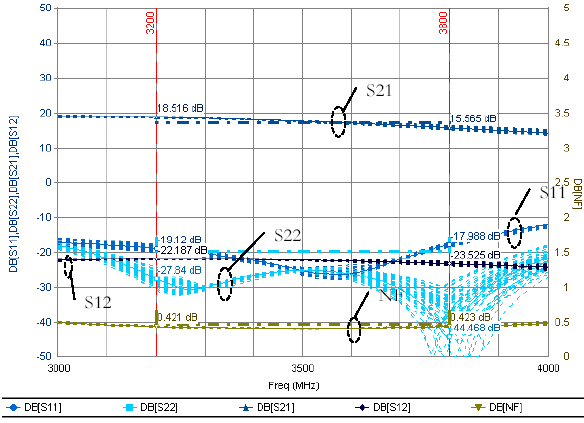 50
40
30
20
10
0
-10
-20
-30
-40
-50
5
4.5
4
3.5
3
2.5
2
1.5
1
0.5
0
3200
3800
18.516 dB
15.565 dB
S21
S11
-19.12 dB
-22.187 dB
-27.84 dB
-17.988 dB
-23.525 dB
S22
S12
NF
0.421 dB
0.423 dB
-44.468 dB
DB[S11],DB[S22],DB[S21],DB[S12]
DB[NF]
3000
3500
4000
Freq (MHz)
DB[S11] DB[S22] DB[S21] DB[S12] DB[NF]